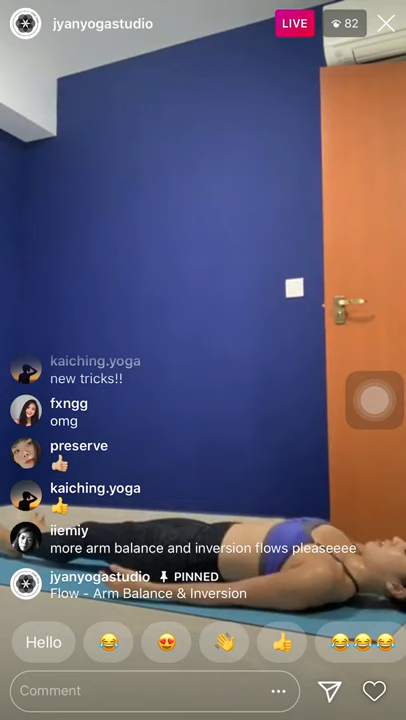 jyanyogastudio
LIVE
82
kaiching.yoga
new tricks!!
fxngg
omg
preserve
👍🏼
kaiching.yoga
👍
iiemiy
more arm balance and inversion flows pleaseeee
jyanyogastudio PINNED
Flow - Arm Balance & Inversion
Hello 😂 😍 👋 👍 😂😂😂
Comment